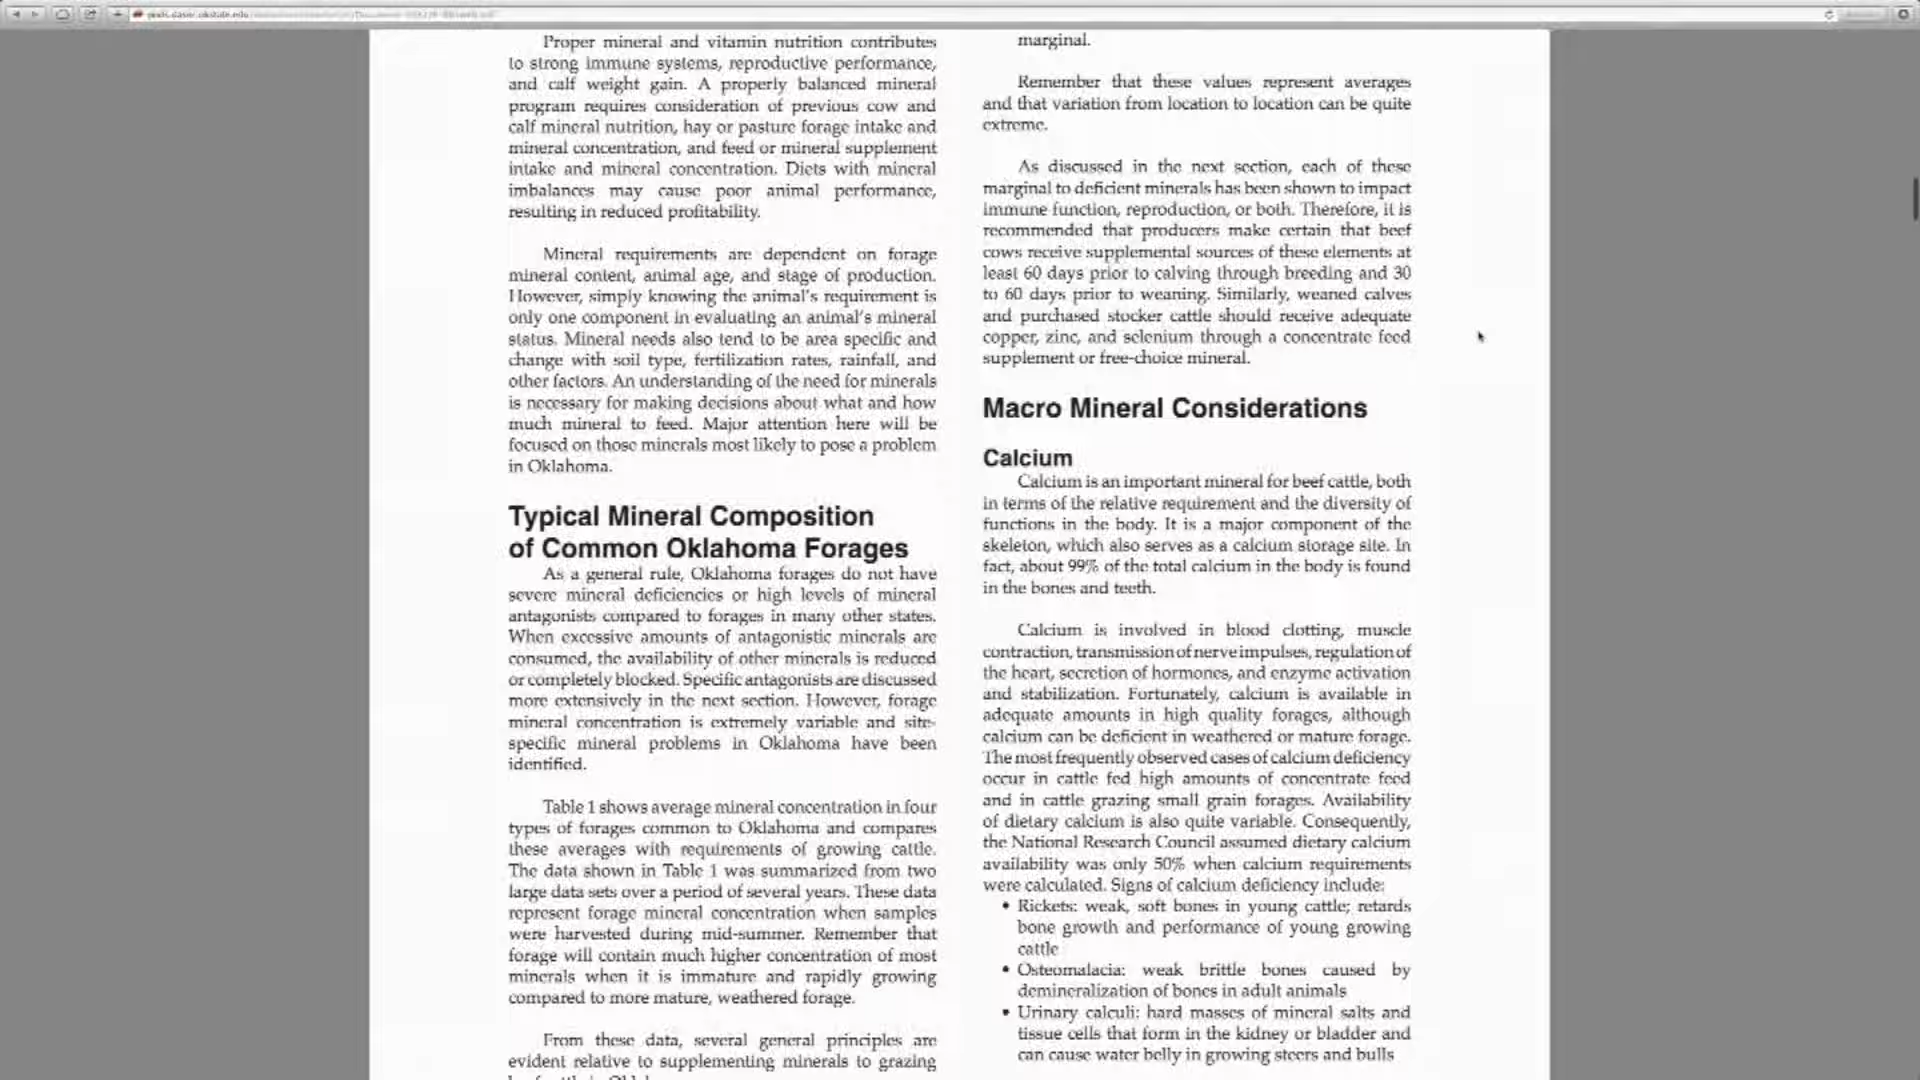 Proper mineral and vitamin nutrition contributes
to strong immune systems, reproductive performance,
and calf weight gain. A properly balanced mineral
program requires consideration of previous cow and
calf mineral nutrition, hay or pasture forage intake and
mineral concentration, and feed or mineral supplement
intake and mineral concentration. Diets with mineral
imbalances may cause poor animal performance,
resulting in reduced profitability.
Mineral requirements are dependent on forage
mineral content, animal age, and stage of production.
However, simply knowing the animal's requirement is
only one component in evaluating an animal's mineral
status. Mineral needs also tend to be area specific and
change with soil type, fertilization rates, rainfall, and
other factors. An understanding of the need for minerals
is necessary for making decisions about what and how
much mineral to feed. Major attention here will be
focused on those minerals most likely to pose a problem
in Oklahoma.
Typical Mineral Composition
of Common Oklahoma Forages
As a general rule, Oklahoma forages do not have
severe mineral deficiencies or high levels of mineral
antagonists compared to forages in many other states.
When excessive amounts of antagonistic minerals are
consumed, the availability of other minerals is reduced
or completely blocked. Specific antagonists are discussed
more extensively in the next section. However, forage
mineral concentration is extremely variable and site-
specific mineral problems in Oklahoma have been
identified.
Table 1 shows average mineral concentration in four
types of forages common to Oklahoma and compares
these averages with requirements of growing cattle.
The data shown in Table 1 was summarized from two
large data sets over a period of several years. These data
represent forage mineral concentration when samples
were harvested during mid-summer. Remember that
forage will contain much higher concentration of most
minerals when it is immature and rapidly growing
compared to more mature, weathered forage.
From these data, several general principles are
evident relative to supplementing minerals to grazing
marginal.
Remember that these values represent averages
and that variation from location to location can be quite
extreme.
As discussed in the next section, each of these
marginal to deficient minerals has been shown to impact
immune function, reproduction, or both. Therefore, it is
recommended that producers make certain that beef
cows receive supplemental sources of these elements at
least 60 days prior to calving through breeding and 30
to 60 days prior to weaning. Similarly, weaned calves
and purchased stocker cattle should receive adequate
copper, zinc, and selenium through a concentrate feed
supplement or free-choice mineral.
Macro Mineral Considerations
Calcium
Calcium is an important mineral for beef cattle, both
in terms of the relative requirement and the diversity of
functions in the body. It is a major component of the
skeleton, which also serves as a calcium storage site. In
fact, about 99% of the total calcium in the body is found
in the bones and teeth.
Calcium is involved in blood clotting, muscle
contraction, transmission of nerve impulses, regulation of
the heart, secretion of hormones, and enzyme activation
and stabilization. Fortunately, calcium is available in
adequate amounts in high quality forages, although
calcium can be deficient in weathered or mature forage.
The most frequently observed cases of calcium deficiency
occur in cattle fed high amounts of concentrate feed
and in cattle grazing small grain forages. Availability
of dietary calcium is also quite variable. Consequently,
the National Research Council assumed dietary calcium
availability was only 50% when calcium requirements
were calculated. Signs of calcium deficiency include:
• Rickets: weak, soft bones in young cattle; retards
bone growth and performance of young growing
cattle
• Osteomalacia: weak brittle bones caused by
demineralization of bones in adult animals
• Urinary calculi: hard masses of mineral salts and
tissue cells that form in the kidney or bladder and
can cause water belly in growing steers and bulls